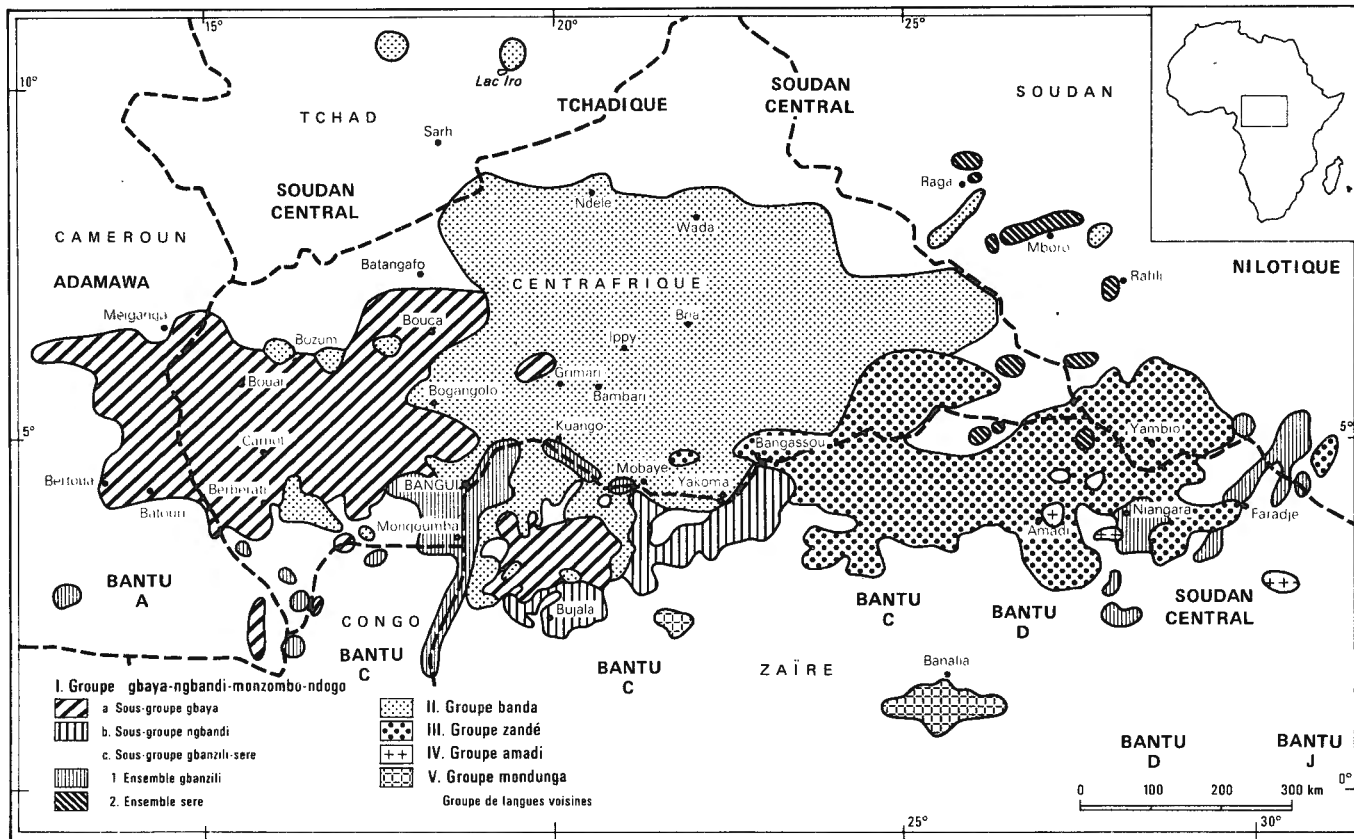 15°
20°
25°
10°
Lac Iro
TCHAD
TCHADIQUE
SOUDAN
CENTRAL
SOUDAN
Sarh
Raga
SOUDAN
CENTRAL
Ndele
Wada
Mboro
CAMEROUN
ADAMAWA
Batangafo
CENTRAFRIQUE
NILOTIQUE
Rafili
Meiganga
Bozum
Bouca
Bria
Ippy
Bouar
Grimari
Bambari
Bogangolo
5°
Carnot
Kuango
Bangassou
Yambio
5°
Bertoua
Batouri
Berberati
BANGUI
Mobaye
Yakoma
Mongoumba
Amadi
Niangara
Faradje
BANTU
A
CONGO
BANTU
C
Bujala
BANTU
C
BANTU
C
BANTU
D
SOUDAN
CENTRAL
ZAÏRE
Banalia
I. Groupe gbaya-ngbandi-monzombo-ndogo
a Sous-groupe gbaya
b. Sous-groupe ngbandi
c. Sous-groupe gbanzili-sere
1 Ensemble gbanzili
2. Ensemble sere
II. Groupe banda
III. Groupe zandé
IV. Groupe amadi
V. Groupe mondunga
Groupe de langues voisines
BANTU
D
BANTU
J
0°
0 100 200 300 km
25°
30°